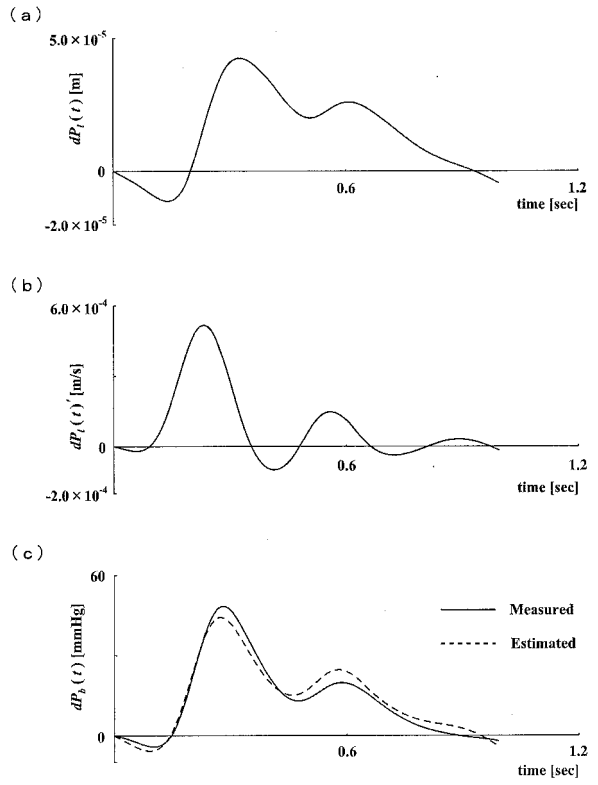 (a)
5.0×10⁻⁵
dPₗ(t) [m]
0
0.6
1.2
time [sec]
-2.0×10⁻⁵
(b)
6.0×10⁻⁴
dPₗ(t)′ [m/s]
0
0.6
1.2
time [sec]
-2.0×10⁻⁴
(c)
60
dP_b(t) [mmHg]
Measured
Estimated
0
0.6
1.2
time [sec]